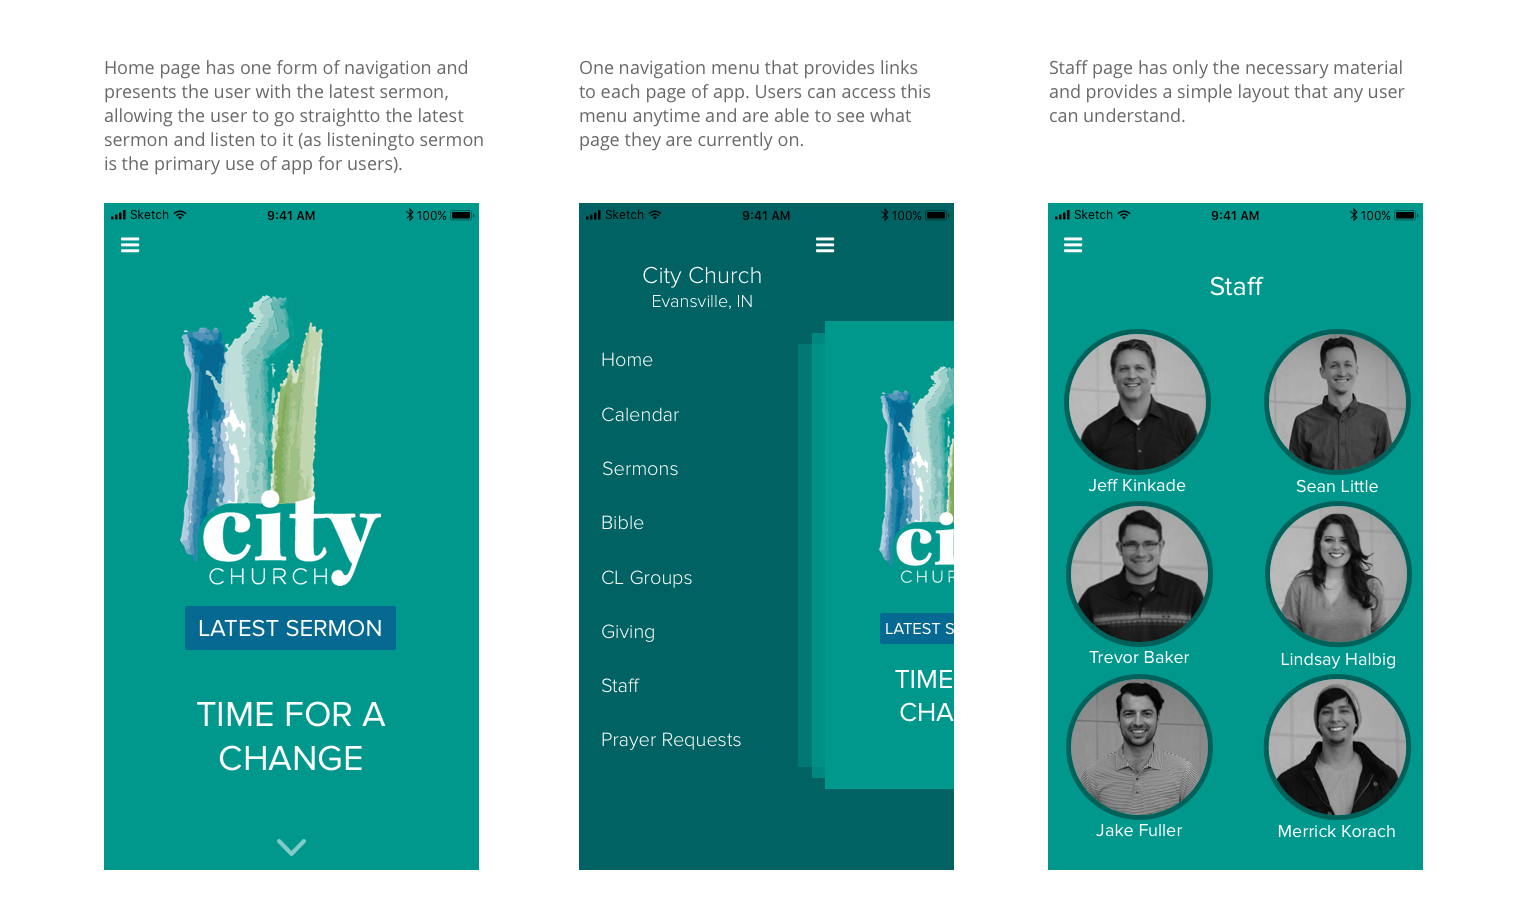 Home page has one form of navigation and
presents the user with the latest sermon,
allowing the user to go straightto the latest
sermon and listen to it (as listeningto sermon
is the primary use of app for users).
One navigation menu that provides links
to each page of app. Users can access this
menu anytime and are able to see what
page they are currently on.
Staff page has only the necessary material
and provides a simple layout that any user
can understand.
Sketch 9:41 AM 100%
city
CHURCH
LATEST SERMON
TIME FOR A
CHANGE
Sketch 9:41 AM 100%
City Church
Evansville, IN
Home
Calendar
Sermons
Bible
CL Groups
Giving
Staff
Prayer Requests
ci
CHUR
LATEST S
TIME
CHA
Sketch 9:41 AM 100%
Staff
Jeff Kinkade
Sean Little
Trevor Baker
Lindsay Halbig
Jake Fuller
Merrick Korach